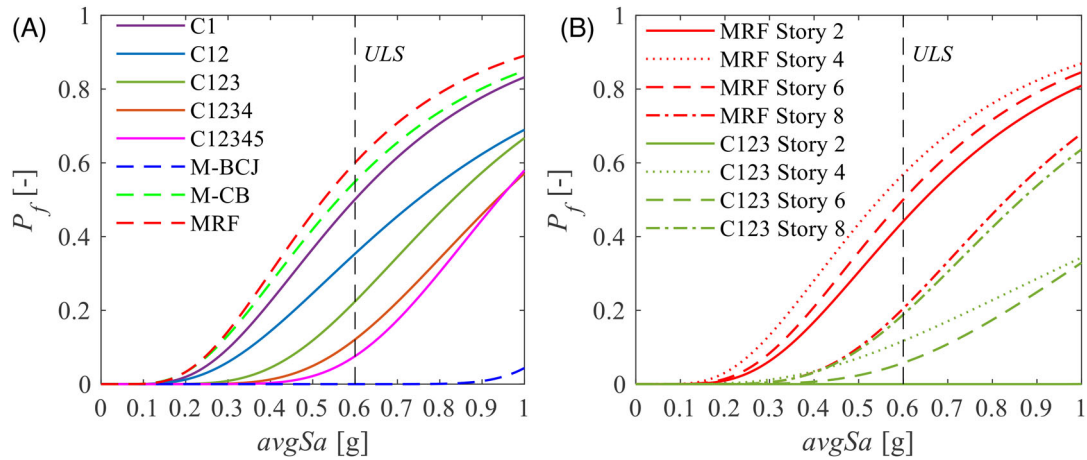 (A)
1
0.8
0.6
0.4
0.2
0
P_f [-]
C1
C12
C123
C1234
C12345
M-BCJ
M-CB
MRF
ULS
0 0.1 0.2 0.3 0.4 0.5 0.6 0.7 0.8 0.9 1
avgSa [g]
(B)
1
0.8
0.6
0.4
0.2
0
P_f [-]
MRF Story 2
MRF Story 4
MRF Story 6
MRF Story 8
C123 Story 2
C123 Story 4
C123 Story 6
C123 Story 8
ULS
0 0.1 0.2 0.3 0.4 0.5 0.6 0.7 0.8 0.9 1
avgSa [g]